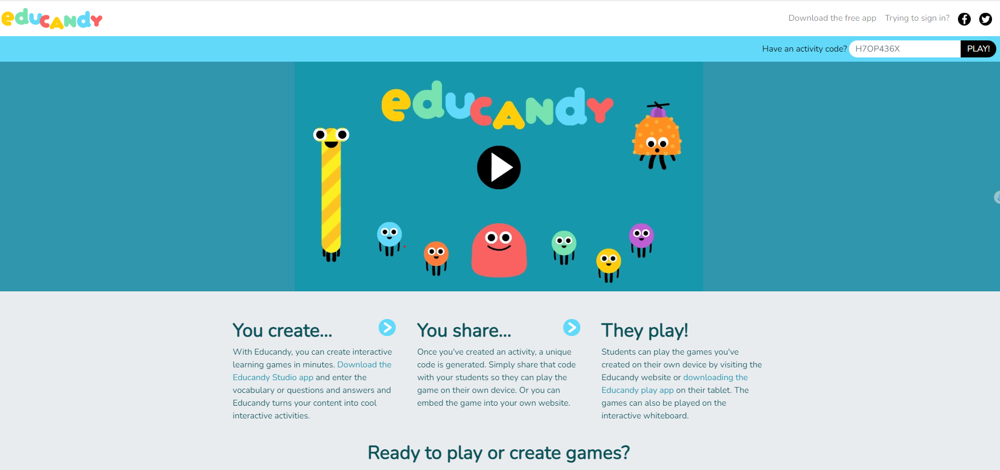 eduCANdY
Download the free app Trying to sign in?
Have an activity code? H7OP436X PLAY!
eduCANdY
You create...
With Educandy, you can create interactive
learning games in minutes. Download the
Educandy Studio app and enter the
vocabulary or questions and answers and
Educandy turns your content into cool
interactive activities.
You share...
Once you've created an activity, a unique
code is generated. Simply share that code
with your students so they can play the
game on their own device. Or you can
embed the game into your own website.
They play!
Students can play the games you've
created on their own device by visiting the
Educandy website or downloading the
Educandy play app on their tablet. The
games can also be played on the
interactive whiteboard.
Ready to play or create games?